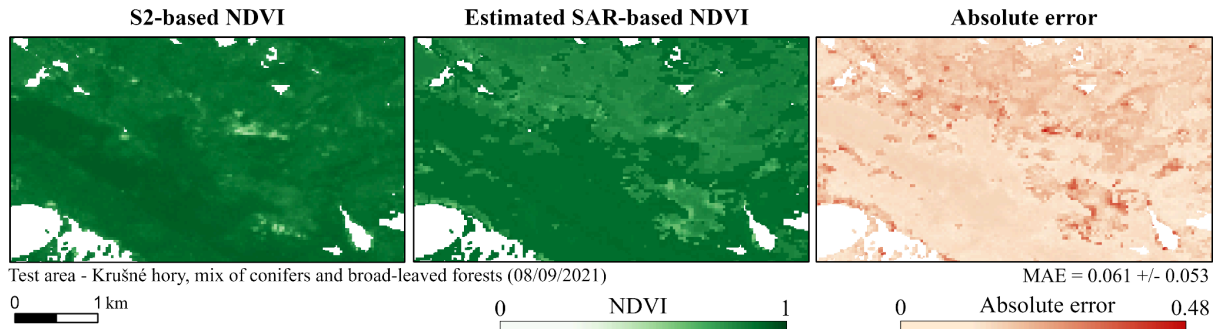 S2-based NDVI
Estimated SAR-based NDVI
Absolute error
Test area - Krušné hory, mix of conifers and broad-leaved forests (08/09/2021)
MAE = 0.061 +/- 0.053
0 1 km
0 NDVI 1
0 Absolute error 0.48